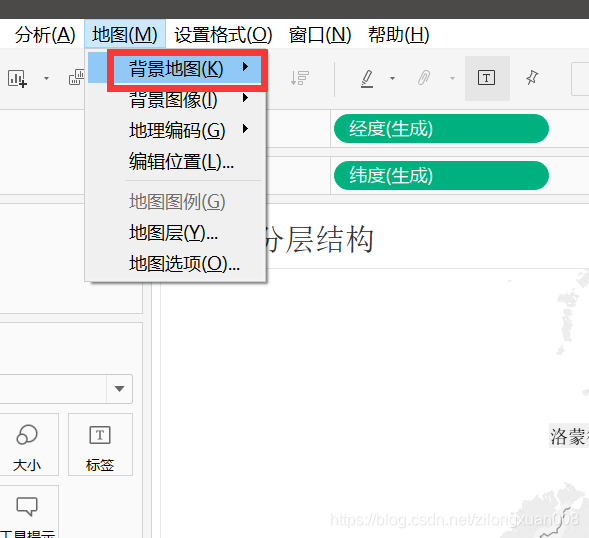 分析(A) 地图(M) 设置格式(O) 窗口(N) 帮助(H)
背景地图(K)
背景图像(I)
地理编码(G)
编辑位置(L)...
地图图例(G)
地图层(Y)...
地图选项(O)...
经度(生成)
纬度(生成)
分层结构
大小
标签
工具提示
洛蒙
https://blog.csdn.net/zilongxuan008